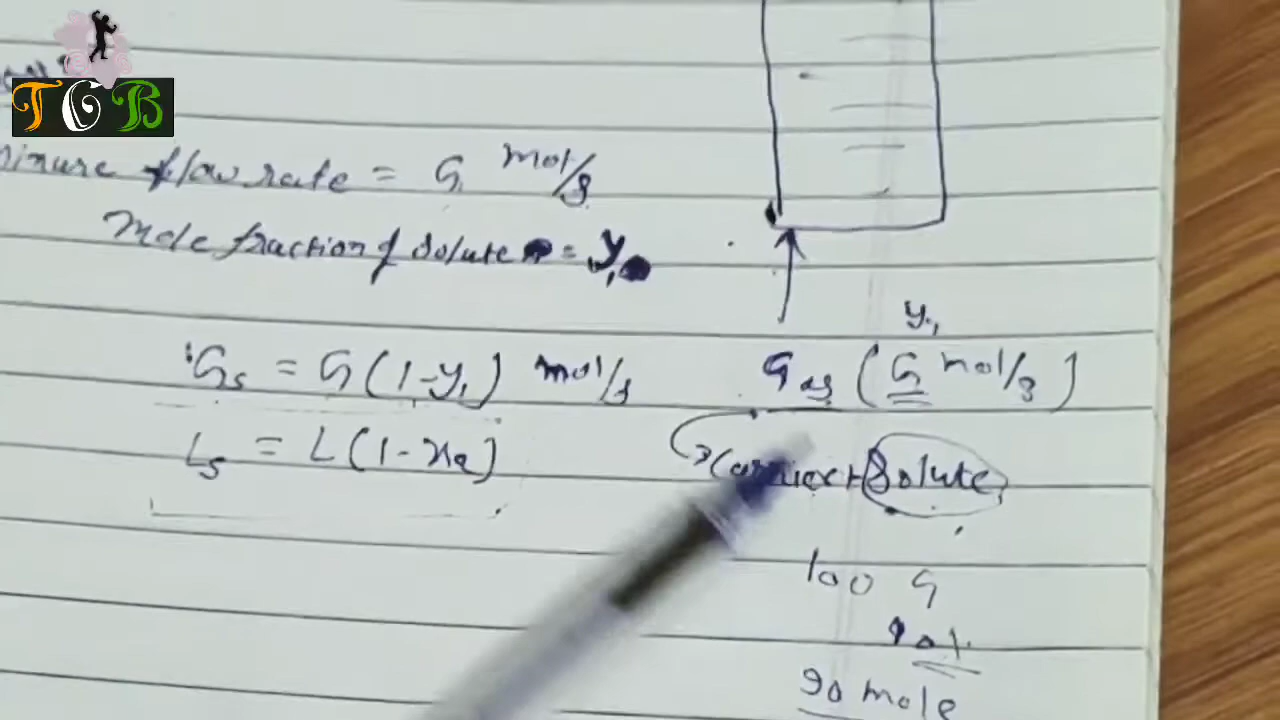 TGB
flow rate = G mol/s
Mole fraction of solute = y1
y1
Gs = G(1-y1) mol/s
Gas (G mol/s)
Ls = L(1-x2)
Carrier + Solute
100 G
90 mole